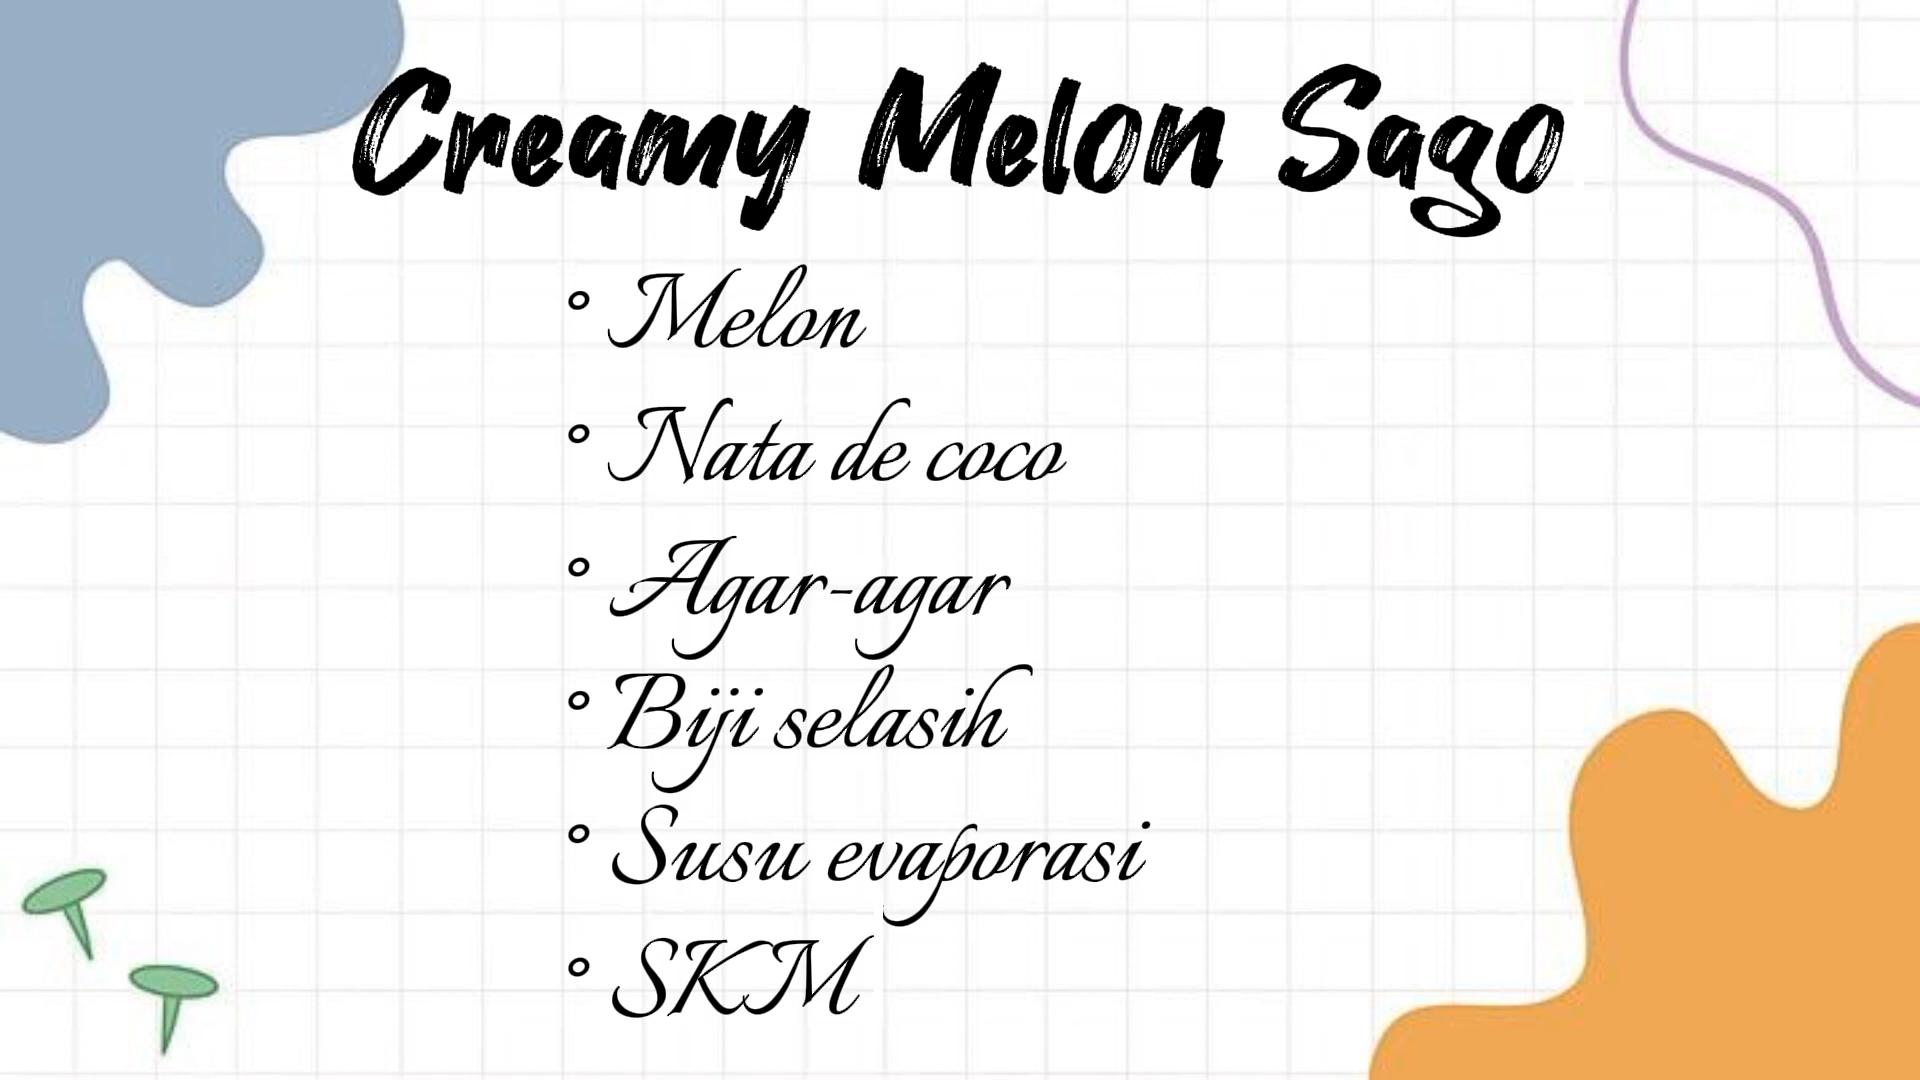 Creamy Melon Sago
° Melon
° Nata de coco
° Agar-agar
° Biji selasih
° Susu evaporasi
° SKM